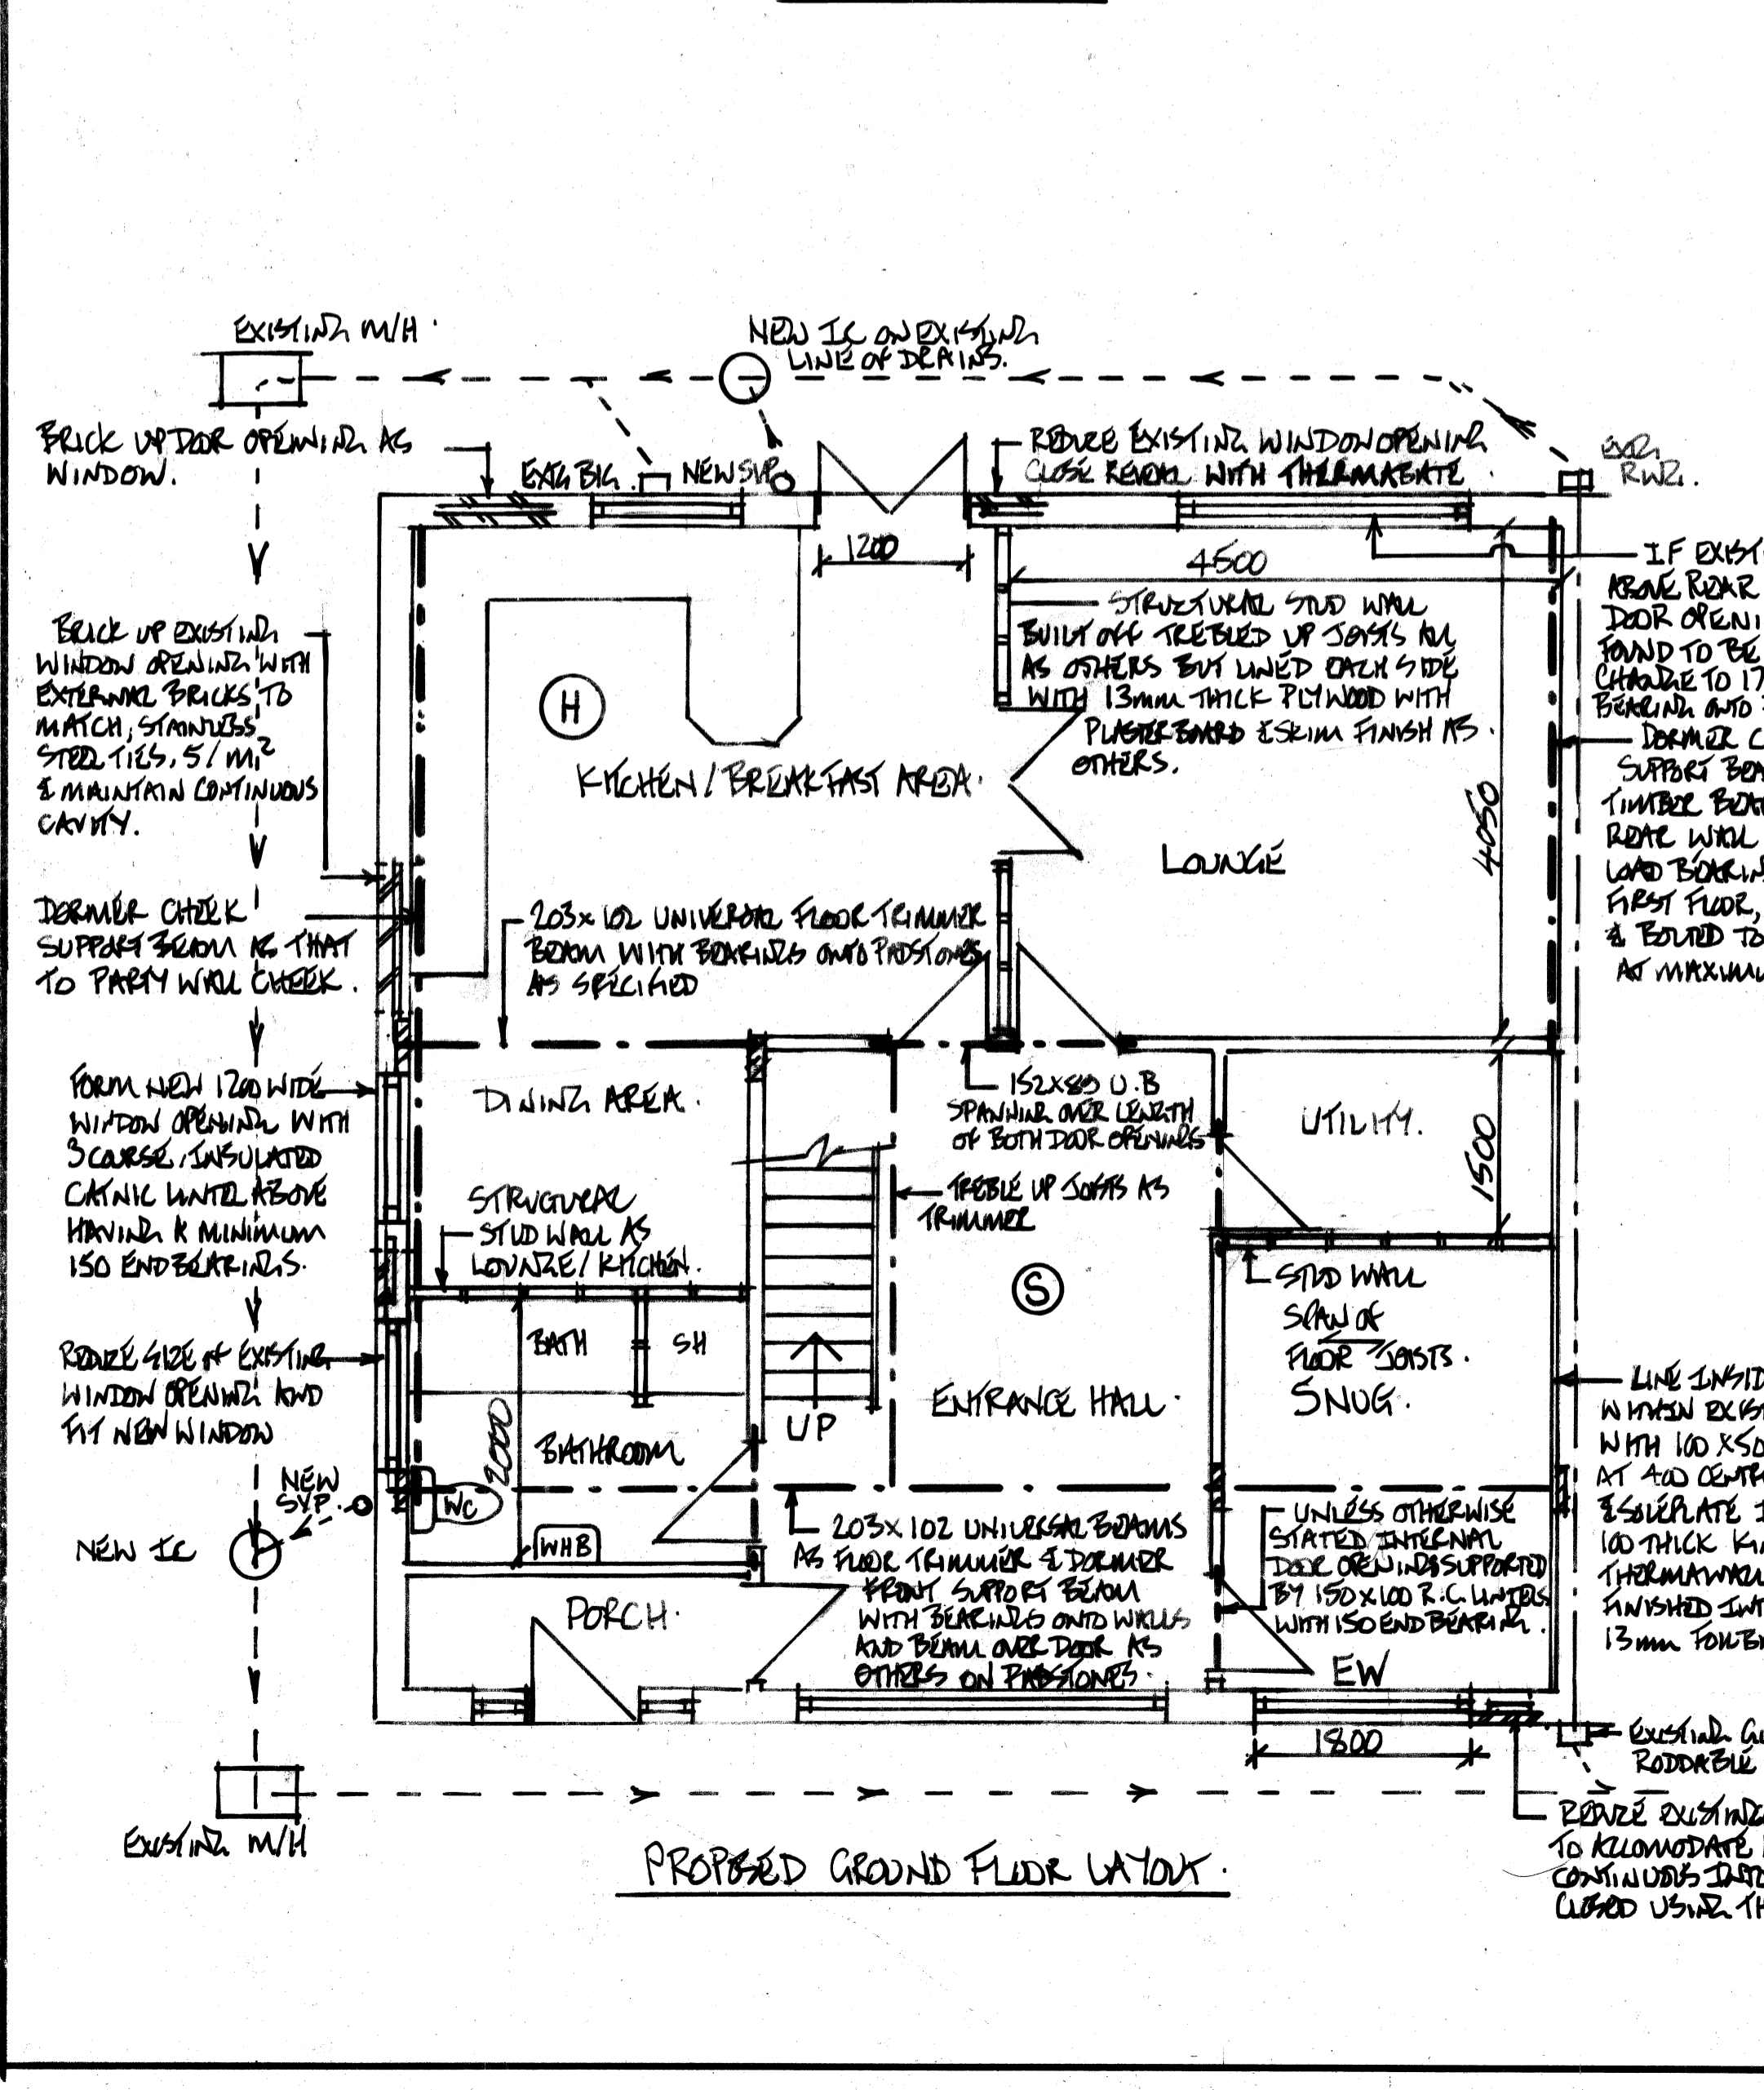 EXISTING M/H.
NEW IC ON EXISTING
LINE OF DRAINS.
BRICK UP DOOR OPENING AS
WINDOW.
EXTG BIG.
NEW SVP
REDUCE EXISTING WINDOW OPENING
CLOSE REVEAL WITH THERMABATE.
EXTG
RWG.
1200
4500
STRUCTURAL STUD WALL
BUILT OFF TREBLED UP JOISTS ALL
AS OTHERS BUT LINED EACH SIDE
WITH 13mm THICK PLYWOOD WITH
PLASTERBOARD & SKIM FINISH AS
OTHERS.
IF EXIST
ABOVE REAR
DOOR OPENI
FOUND TO BE
CHANGE TO 17
BEARING ONTO
DORMER C
SUPPORT BEA
TIMBER BEA
REAR WALL
LOAD BEARIN
FIRST FLOOR,
& BOLTED TO
AT MAXIMU
BRICK UP EXISTING
WINDOW OPENING WITH
EXTERNAL BRICKS TO
MATCH, STAINLESS
STEEL TIES, 5/M²
& MAINTAIN CONTINUOUS
CAVITY.
H
KITCHEN/BREAKFAST AREA.
LOUNGE
4050
DORMER CHEEK
SUPPORT BEAM AS THAT
TO PARTY WALL CHEEK.
203x102 UNIVERSAL FLOOR TRIMMER
BEAM WITH BEARINGS ONTO PADSTONES
AS SPECIFIED
FORM NEW 1200 WIDE
WINDOW OPENING WITH
3 COURSE, INSULATED
CATNIC LINTEL ABOVE
HAVING A MINIMUM
150 END BEARINGS.
DINING AREA.
152x89 U.B
SPANNING OVER LENGTH
OF BOTH DOOR OPENINGS
UTILITY.
1500
STRUCTURAL
STUD WALL AS
LOUNGE/KITCHEN.
TREBLE UP JOISTS AS
TRIMMER
S
STUD WALL
SPAN OF
FLOOR JOISTS.
SNUG.
REDUCE SIZE OF EXISTING
WINDOW OPENING AND
FIT NEW WINDOW
BATH
SH
2000
BATHROOM
UP
ENTRANCE HALL.
LINE INSID
WITHIN EXIST
WITH 100 x 50
AT 400 CENTR
& SOLEPLATE I
100 THICK KI
THERMAWALL
FINISHED INT
13mm FOILB
NEW
SVP.
NEW IC
WC
WHB
203x102 UNIVERSAL BEAMS
AS FLOOR TRIMMER & DORMER
FRONT SUPPORT BEAM
WITH BEARINGS ONTO WALLS
AND BEAM OVER DOOR AS
OTHERS ON PADSTONES.
UNLESS OTHERWISE
STATED INTERNAL
DOOR OPENINGS SUPPORTED
BY 150x100 R.C. LINTELS
WITH 150 END BEARING.
PORCH.
EW
1800
EXISTING GU
RODDABLE
REDUCE EXISTING
TO ACCOMODATE
CONTINUOUS INTO
CLOSED USING TH
EXISTING M/H
PROPOSED GROUND FLOOR LAYOUT.